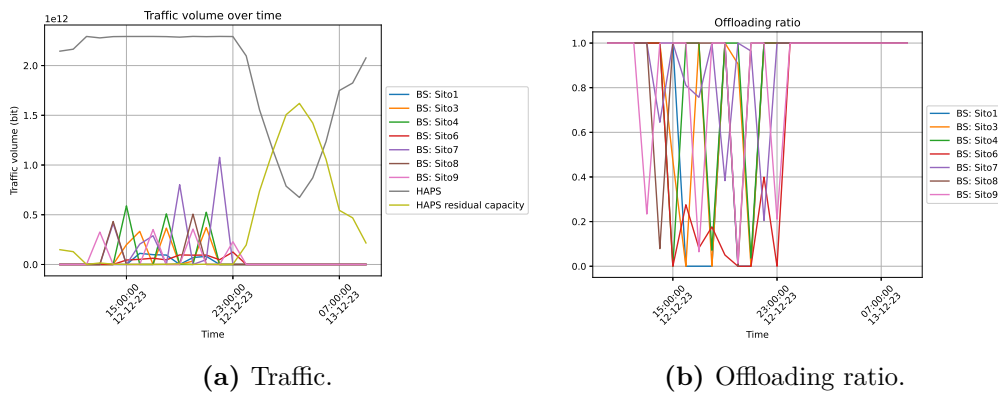 Traffic volume over time
1e12
Traffic volume (bit)
2.0
1.5
1.0
0.5
0.0
15:00:00
12-12-23
23:00:00
12-12-23
07:00:00
13-12-23
Time
BS: Sito1
BS: Sito3
BS: Sito4
BS: Sito6
BS: Sito7
BS: Sito8
BS: Sito9
HAPS
HAPS residual capacity
(a) Traffic.
Offloading ratio
1.0
0.8
0.6
0.4
0.2
0.0
15:00:00
12-12-23
23:00:00
12-12-23
07:00:00
13-12-23
Time
BS: Sito1
BS: Sito3
BS: Sito4
BS: Sito6
BS: Sito7
BS: Sito8
BS: Sito9
(b) Offloading ratio.